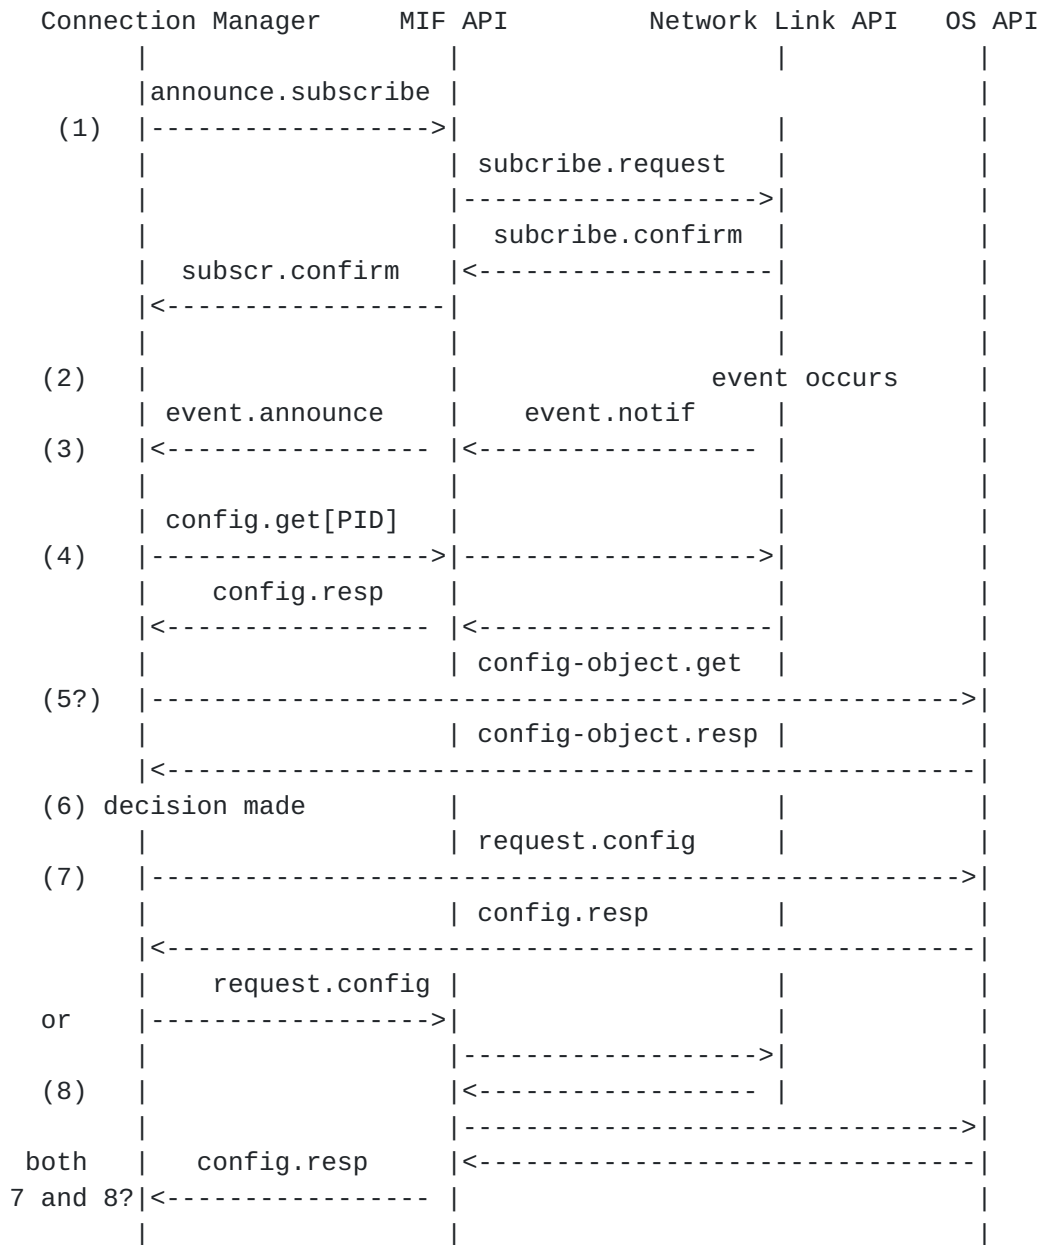 Connection Manager     MIF API         Network Link API   OS API
       |                   |                    |            |
       |announce.subscribe |                                 |
  (1)  |------------------>|                    |            |
       |                   | subcribe.request   |            |
       |                   |------------------->|            |
       |                   |  subcribe.confirm  |            |
       |  subscr.confirm   |<-------------------|            |
       |<------------------|                    |            |
       |                   |                    |            |
 (2)   |                   |                event occurs     |
       | event.announce    |    event.notif     |            |
 (3)   |<----------------- |<------------------ |            |
       |                   |                    |            |
       | config.get[PID]   |                    |            |
 (4)   |------------------>|------------------->|            |
       |    config.resp    |                    |            |
       |<----------------- |<-------------------|            |
       |                   | config-object.get  |            |
 (5?)  |---------------------------------------------------->|
       |                   | config-object.resp |            |
       |<----------------------------------------------------|
 (6) decision made         |                    |            |
       |                   | request.config     |            |
 (7)   |---------------------------------------------------->|
       |                   | config.resp        |            |
       |<----------------------------------------------------|
       |    request.config |                    |            |
 or    |------------------>|                    |            |
       |                   |------------------->|            |
 (8)   |                   |<------------------ |            |
       |                   |-------------------------------->|
both   |   config.resp     |<--------------------------------|
7 and 8?|<----------------- |                                 |
       |                   |                                 |